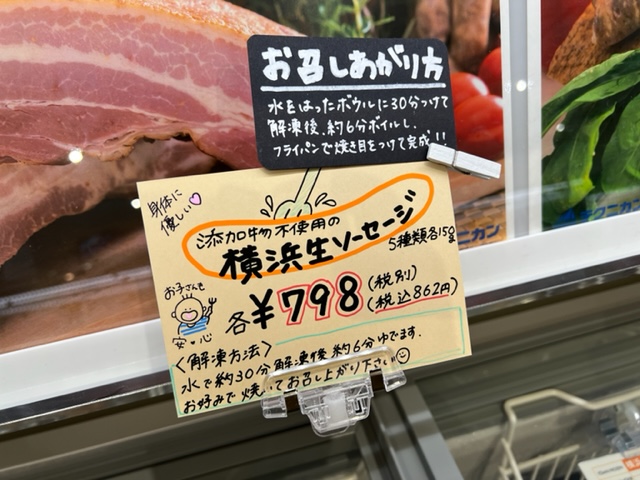 お召しあがり方
水をはったボウルに30分つけて
解凍後、約6分ボイルし、
フライパンで焼き目をつけて完成!!
身体に
優しい♡
添加物不使用の
横浜生ソーセージ
5種類各150g
お子さんも
安・心
各¥798(税別)
(税込862円)
〈解凍方法〉
水で約30分解凍後約6分ゆでます。
お好みで焼いてお召し上がり下さい☺
クニカン